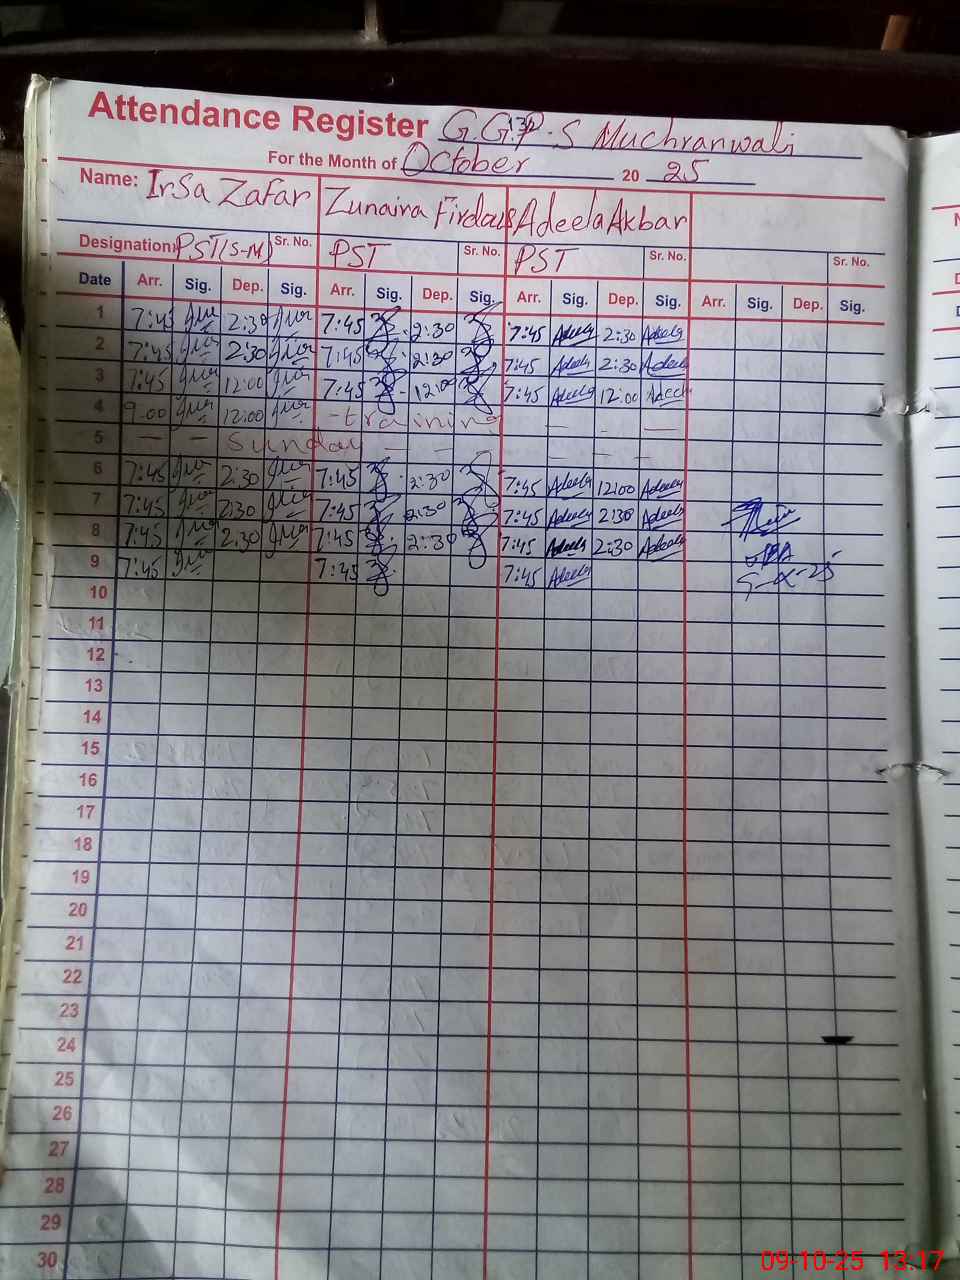 Attendance Register G.G.P.S Muchranwali
For the Month of October 20 25
Name: Irsa Zafar Zunaira Firdaus Adeela Akbar
Designation: PST(S-M) Sr. No. PST Sr. No. PST Sr. No. Sr. No.
Date Arr. Sig. Dep. Sig. Arr. Sig. Dep. Sig. Arr. Sig. Dep. Sig. Arr. Sig. Dep. Sig.
1 7:45 2:30 7:45 2:30 7:45 Adeela 2:30 Adeela
2 7:45 2:30 7:45 2:30 7:45 Adeela 2:30 Adeela
3 7:45 12:00 7:45 12:00 7:45 Adeela 12:00 Adeela
4 9-00 12:00 - training - - -
5 - - Sunday - - - - -
6 7:45 2:30 7:45 2:30 7:45 Adeela 12:00 Adeela
7 7:45 2:30 7:45 2:30 7:45 Adeela 2:30 Adeela
8 7:45 2:30 7:45 2:30 7:45 Adeela 2:30 Adeela
9 7:45 7:45 7:45 Adeela
10
11
12
13
14
15
16
17
18
19
20
21
22
23
24
25
26
27
28
29
30
09-10-25 13:17